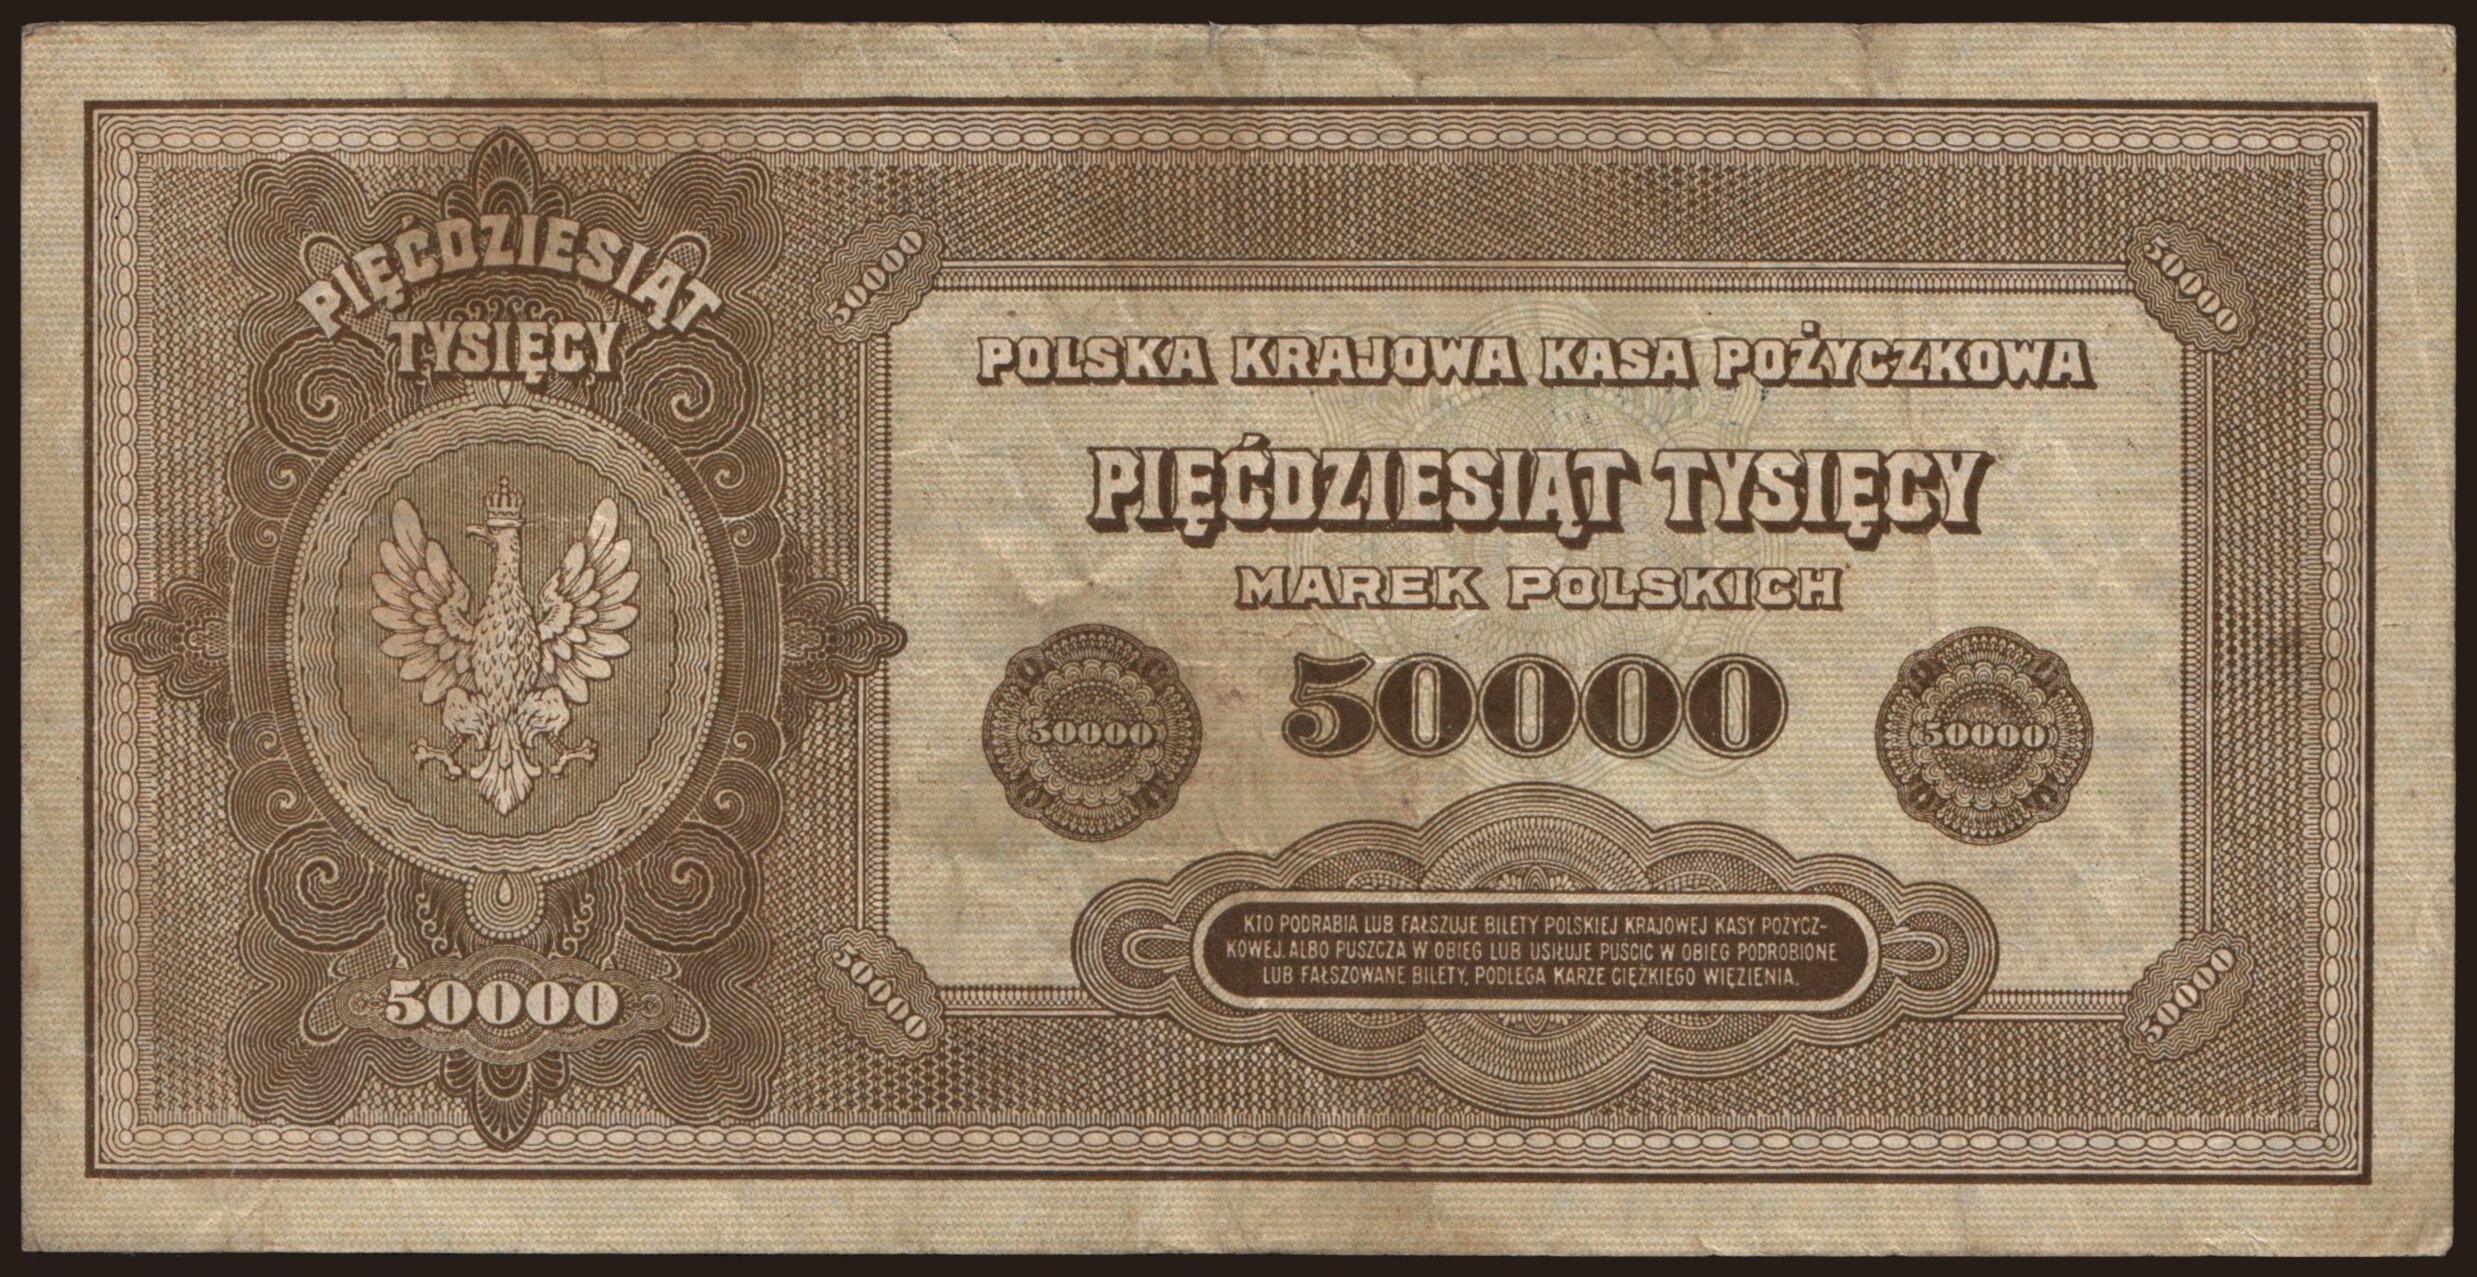 PIĘĆDZIESIĄT
TYSIĘCY
50000
50000
50000
POLSKA KRAJOWA KASA POŻYCZKOWA
PIĘĆDZIESIĄT TYSIĘCY
MAREK POLSKICH
50000
50000
50000
KTO PODRABIA LUB FAŁSZUJE BILETY POLSKIEJ KRAJOWEJ KASY POŻYCZ-
KOWEJ, ALBO PUSZCZA W OBIEG LUB USIŁUJE PUŚCIĆ W OBIEG PODROBIONE
LUB FAŁSZOWANE BILETY, PODLEGA KARZE CIĘŻKIEGO WIĘZIENIA.
50000
50000
50000